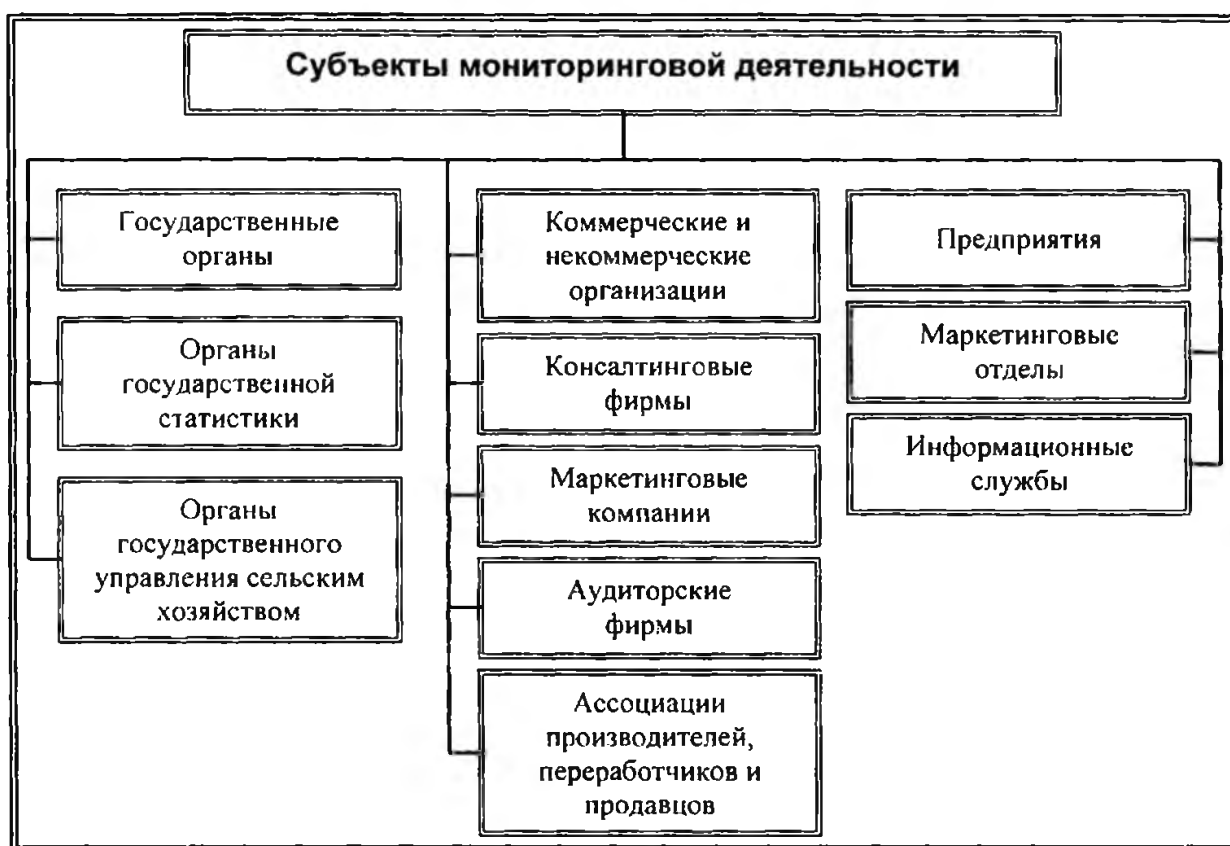 Субъекты мониторинговой деятельности
Государственные
органы
Органы
государственной
статистики
Органы
государственного
управления сельским
хозяйством
Коммерческие и
некоммерческие
организации
Консалтинговые
фирмы
Маркетинговые
компании
Аудиторские
фирмы
Ассоциации
производителей,
переработчиков и
продавцов
Предприятия
Маркетинговые
отделы
Информационные
службы